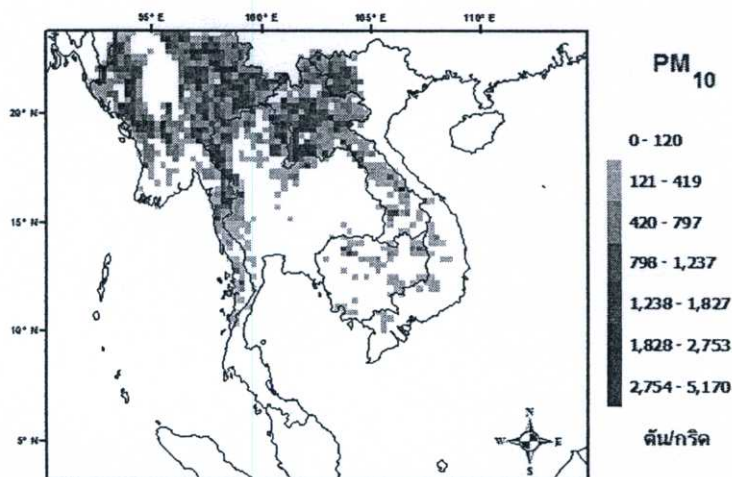 95° E 100° E 105° E 110° E
20° N
15° N
10° N
5° N
PM10
0 - 120
121 - 419
420 - 797
798 - 1,237
1,238 - 1,827
1,828 - 2,753
2,754 - 5,170
ตัน/กริด
N
W E
S